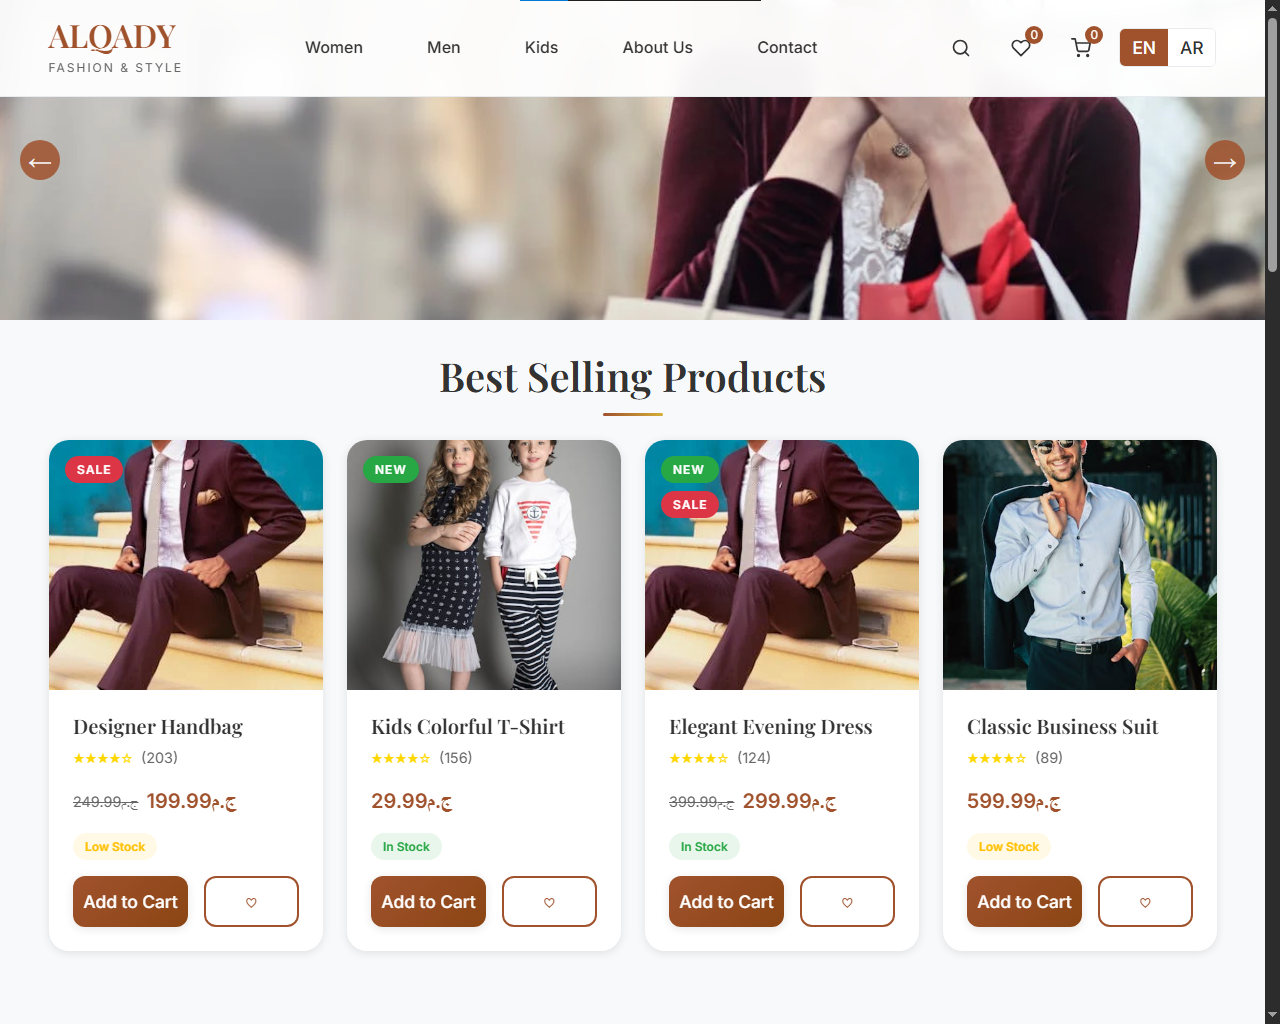 ALQADY
FASHION & STYLE
Women
Men
Kids
About Us
Contact
0
0
EN
AR
←
→
Best Selling Products
SALE
NEW
NEW
SALE
Designer Handbag
★★★★☆ (203)
249.99ج.م 199.99ج.م
Low Stock
Add to Cart
♡
Kids Colorful T-Shirt
★★★★☆ (156)
29.99ج.م
In Stock
Add to Cart
♡
Elegant Evening Dress
★★★★☆ (124)
399.99ج.م 299.99ج.م
In Stock
Add to Cart
♡
Classic Business Suit
★★★★☆ (89)
599.99ج.م
Low Stock
Add to Cart
♡